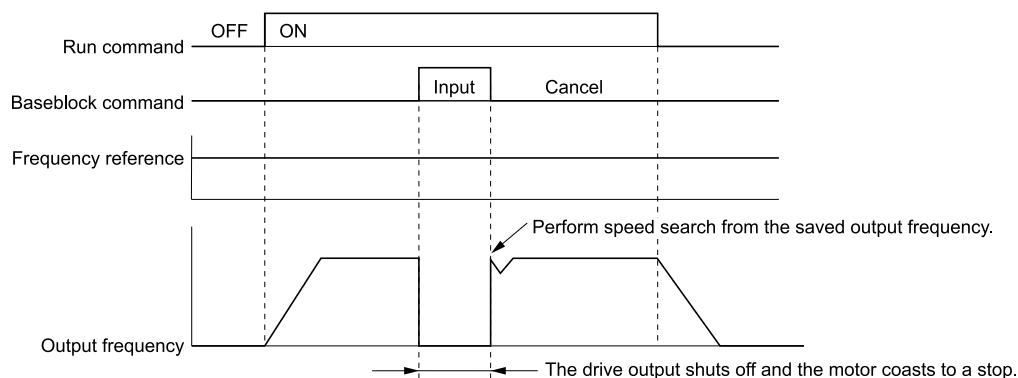 OFF ON
Run command
Input Cancel
Baseblock command
Frequency reference
Perform speed search from the saved output frequency.
Output frequency
The drive output shuts off and the motor coasts to a stop.